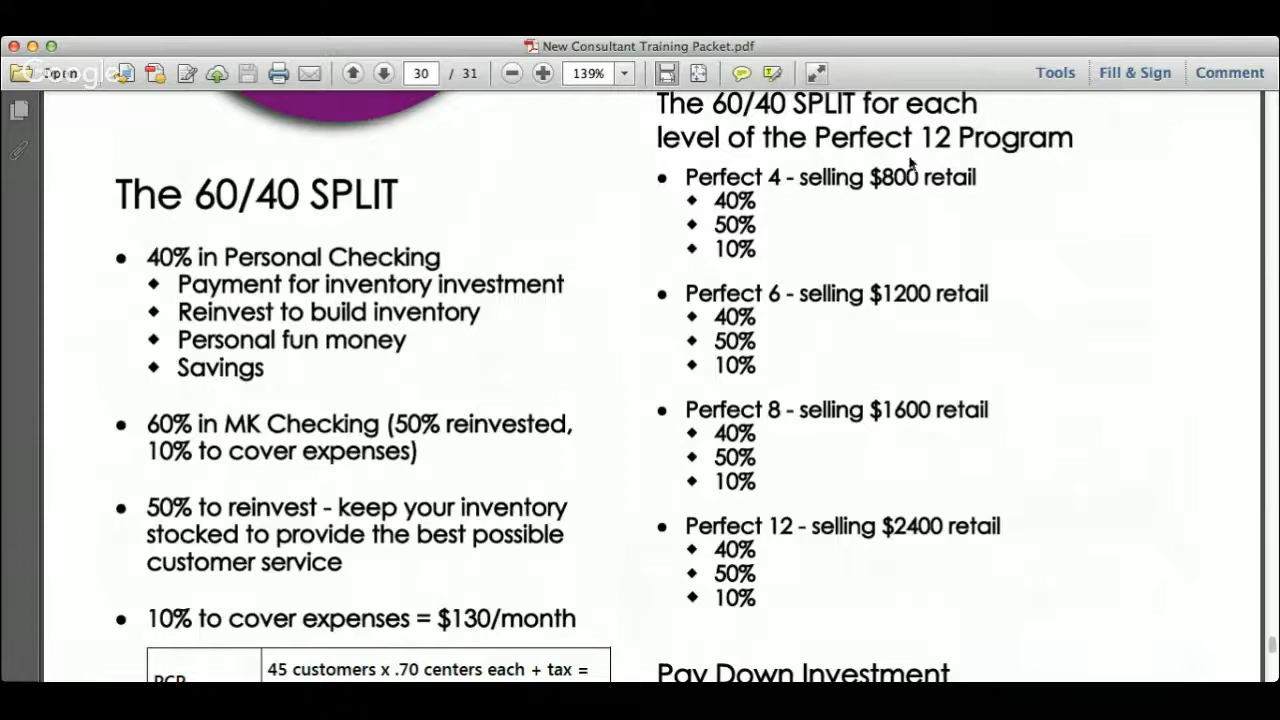 New Consultant Training Packet.pdf
Open
30 / 31
139%
Tools
Fill & Sign
Comment
The 60/40 SPLIT
• 40% in Personal Checking
◆ Payment for inventory investment
◆ Reinvest to build inventory
◆ Personal fun money
◆ Savings
• 60% in MK Checking (50% reinvested,
10% to cover expenses)
• 50% to reinvest - keep your inventory
stocked to provide the best possible
customer service
• 10% to cover expenses = $130/month
45 customers x .70 centers each + tax =
The 60/40 SPLIT for each
level of the Perfect 12 Program
• Perfect 4 - selling $800 retail
◆ 40%
◆ 50%
◆ 10%
• Perfect 6 - selling $1200 retail
◆ 40%
◆ 50%
◆ 10%
• Perfect 8 - selling $1600 retail
◆ 40%
◆ 50%
◆ 10%
• Perfect 12 - selling $2400 retail
◆ 40%
◆ 50%
◆ 10%
Pay Down Investment